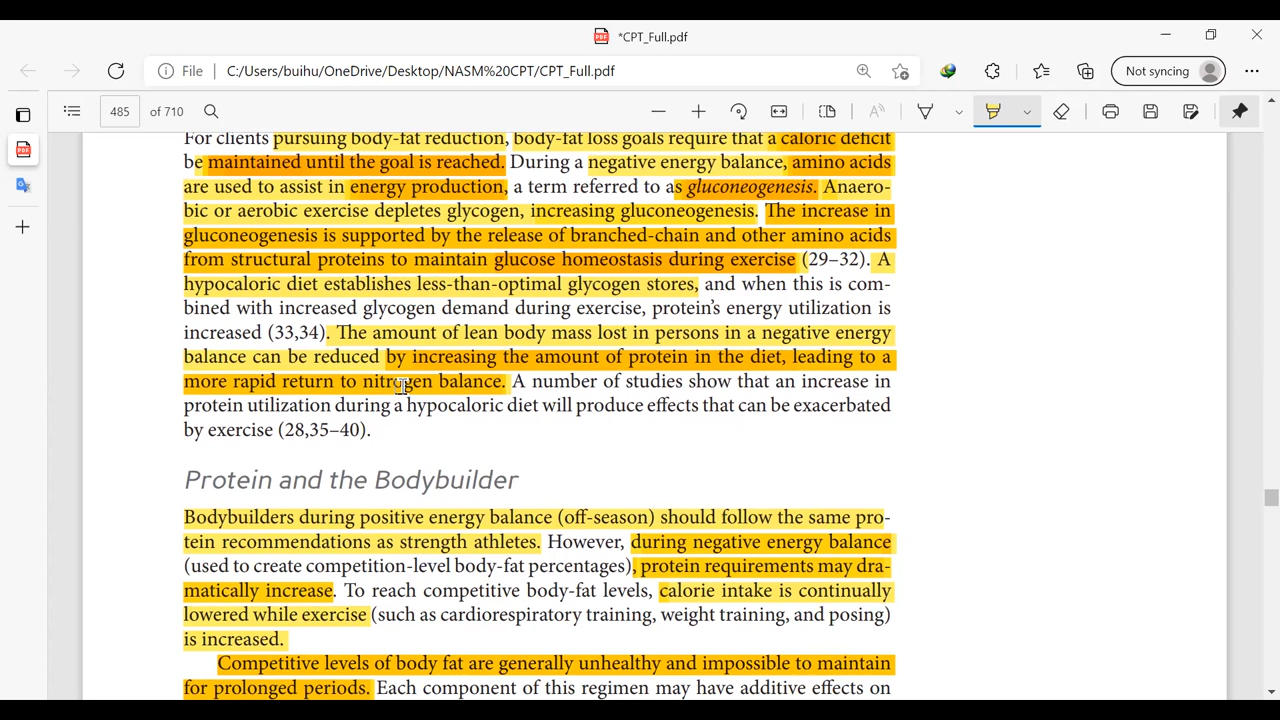 *CPT_Full.pdf
File
C:/Users/buihu/OneDrive/Desktop/NASM%20CPT/CPT_Full.pdf
Not syncing
485 of 710
For clients pursuing body-fat reduction, body-fat loss goals require that a caloric deficit
be maintained until the goal is reached. During a negative energy balance, amino acids
are used to assist in energy production, a term referred to as gluconeogenesis. Anaero-
bic or aerobic exercise depletes glycogen, increasing gluconeogenesis. The increase in
gluconeogenesis is supported by the release of branched-chain and other amino acids
from structural proteins to maintain glucose homeostasis during exercise (29–32). A
hypocaloric diet establishes less-than-optimal glycogen stores, and when this is com-
bined with increased glycogen demand during exercise, protein's energy utilization is
increased (33,34). The amount of lean body mass lost in persons in a negative energy
balance can be reduced by increasing the amount of protein in the diet, leading to a
more rapid return to nitrogen balance. A number of studies show that an increase in
protein utilization during a hypocaloric diet will produce effects that can be exacerbated
by exercise (28,35–40).
Protein and the Bodybuilder
Bodybuilders during positive energy balance (off-season) should follow the same pro-
tein recommendations as strength athletes. However, during negative energy balance
(used to create competition-level body-fat percentages), protein requirements may dra-
matically increase. To reach competitive body-fat levels, calorie intake is continually
lowered while exercise (such as cardiorespiratory training, weight training, and posing)
is increased.
Competitive levels of body fat are generally unhealthy and impossible to maintain
for prolonged periods. Each component of this regimen may have additive effects on